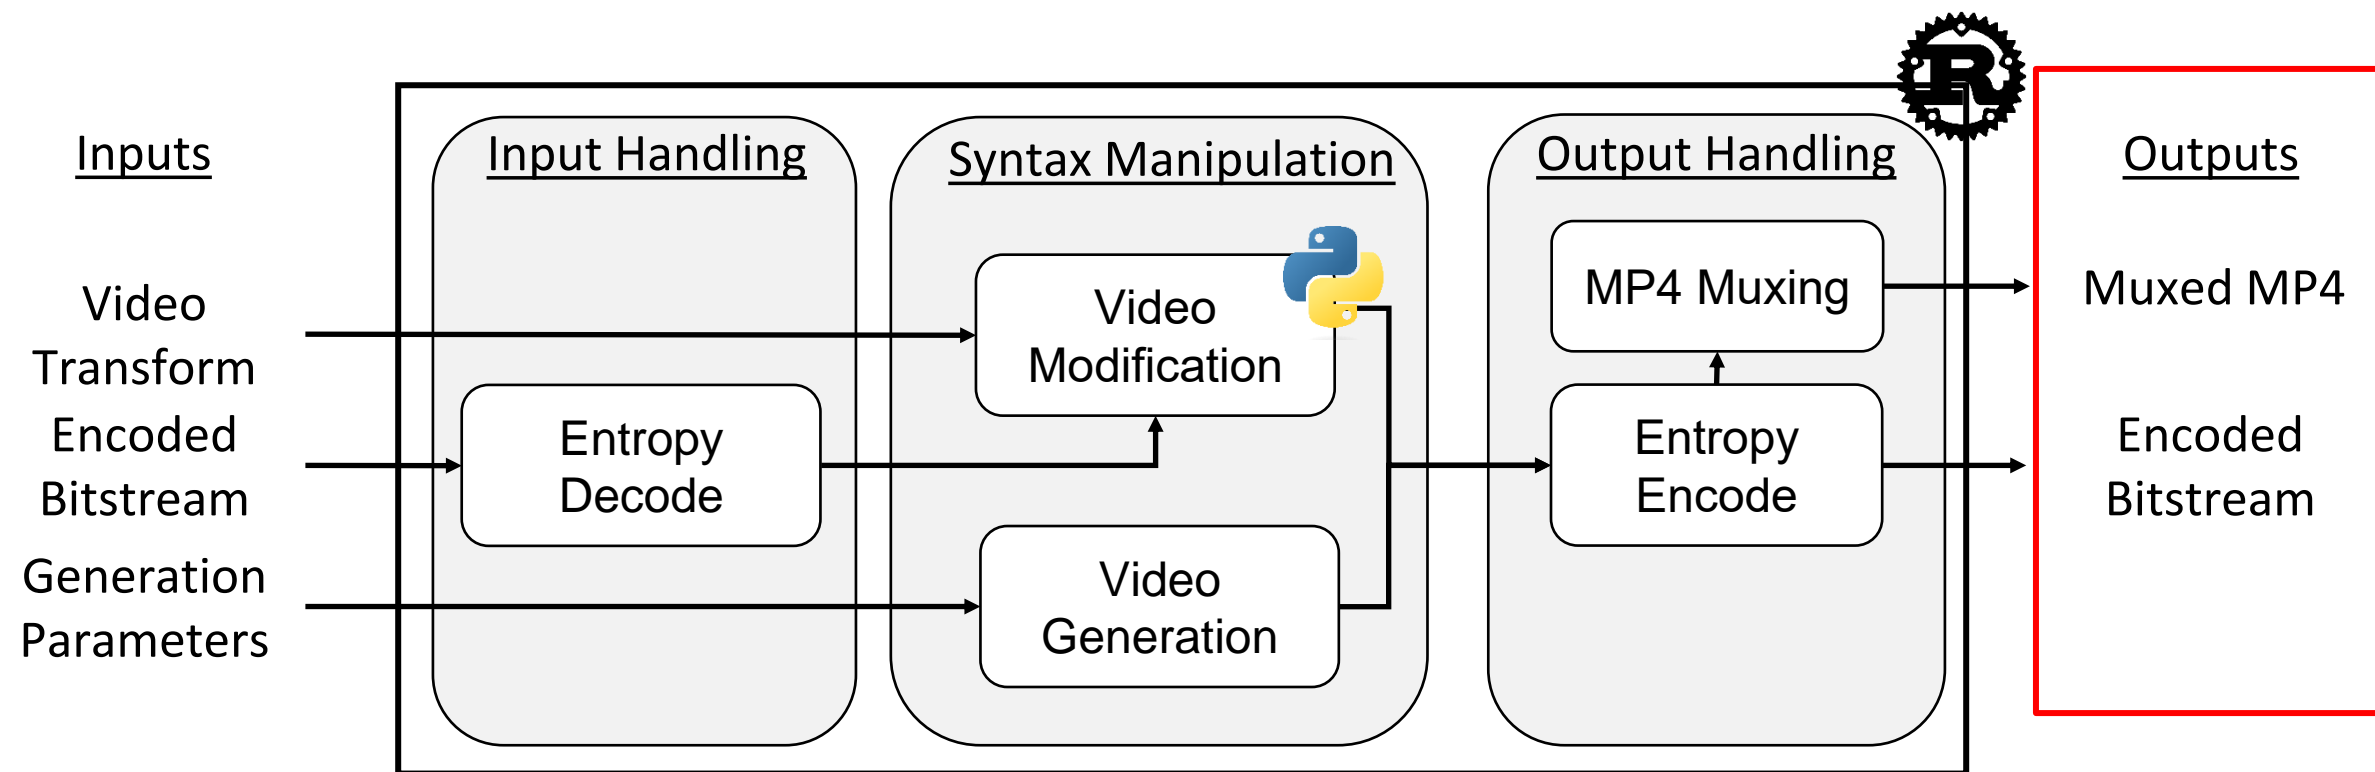 Inputs
Video
Transform
Encoded
Bitstream
Generation
Parameters
Input Handling
Entropy
Decode
Syntax Manipulation
Video
Modification
Video
Generation
Output Handling
MP4 Muxing
Entropy
Encode
R
Outputs
Muxed MP4
Encoded
Bitstream